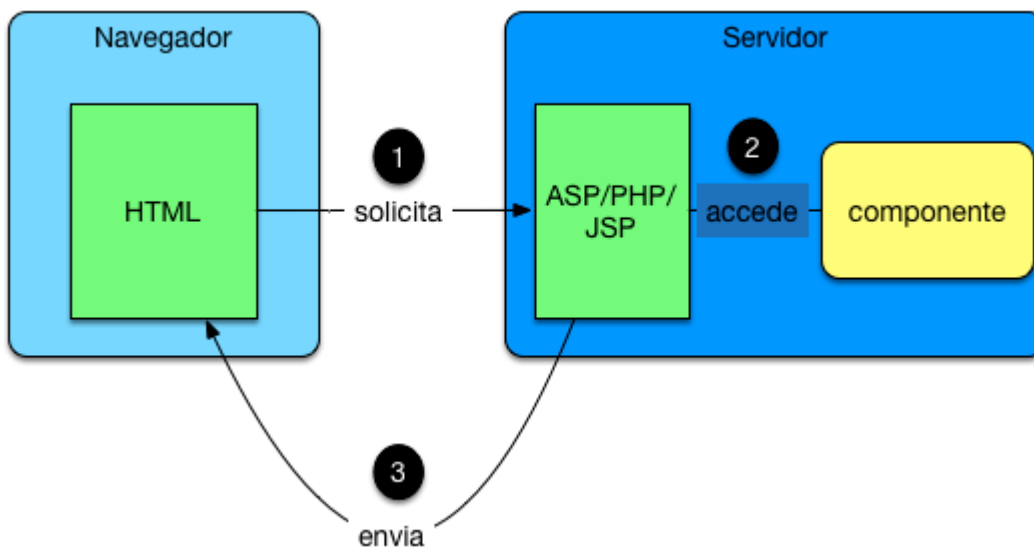 Navegador
Servidor
1
2
HTML
solicita
ASP/PHP/
JSP
accede
componente
3
envia